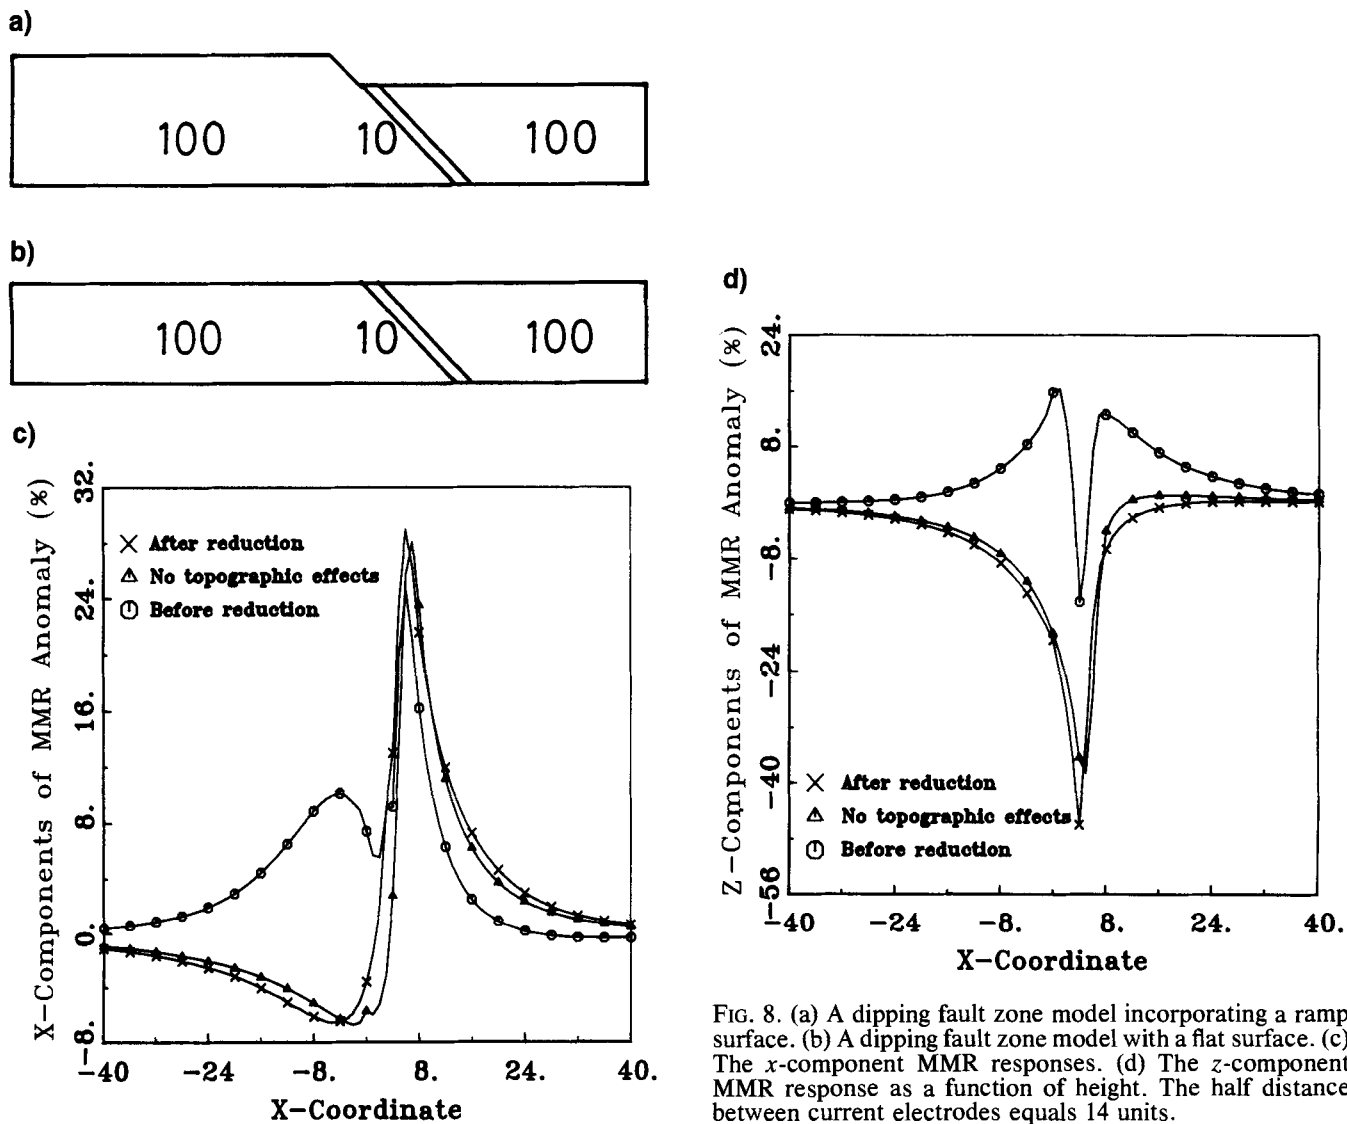 a)
100
10
100
b)
100
10
100
c)
X-Components of MMR Anomaly (%)
32.
24.
16.
8.
0.
-8.
After reduction
No topographic effects
Before reduction
-40
-24
-8.
8.
24.
40.
X-Coordinate
d)
Z-Components of MMR Anomaly (%)
24.
8.
-8.
-24
-40
-56
After reduction
No topographic effects
Before reduction
-40
-24
-8.
8.
24.
40.
X-Coordinate
FIG. 8. (a) A dipping fault zone model incorporating a ramp
surface. (b) A dipping fault zone model with a flat surface. (c)
The x-component MMR responses. (d) The z-component
MMR response as a function of height. The half distance
between current electrodes equals 14 units.